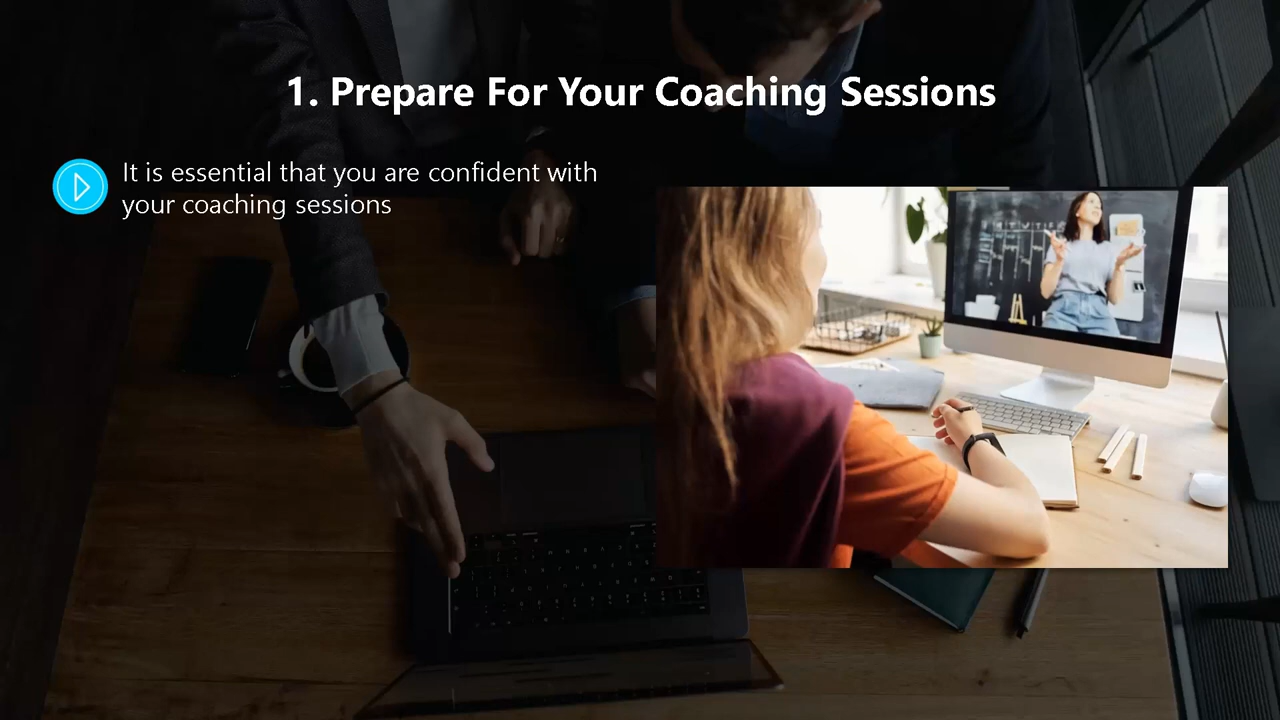 1. Prepare For Your Coaching Sessions
It is essential that you are confident with
your coaching sessions